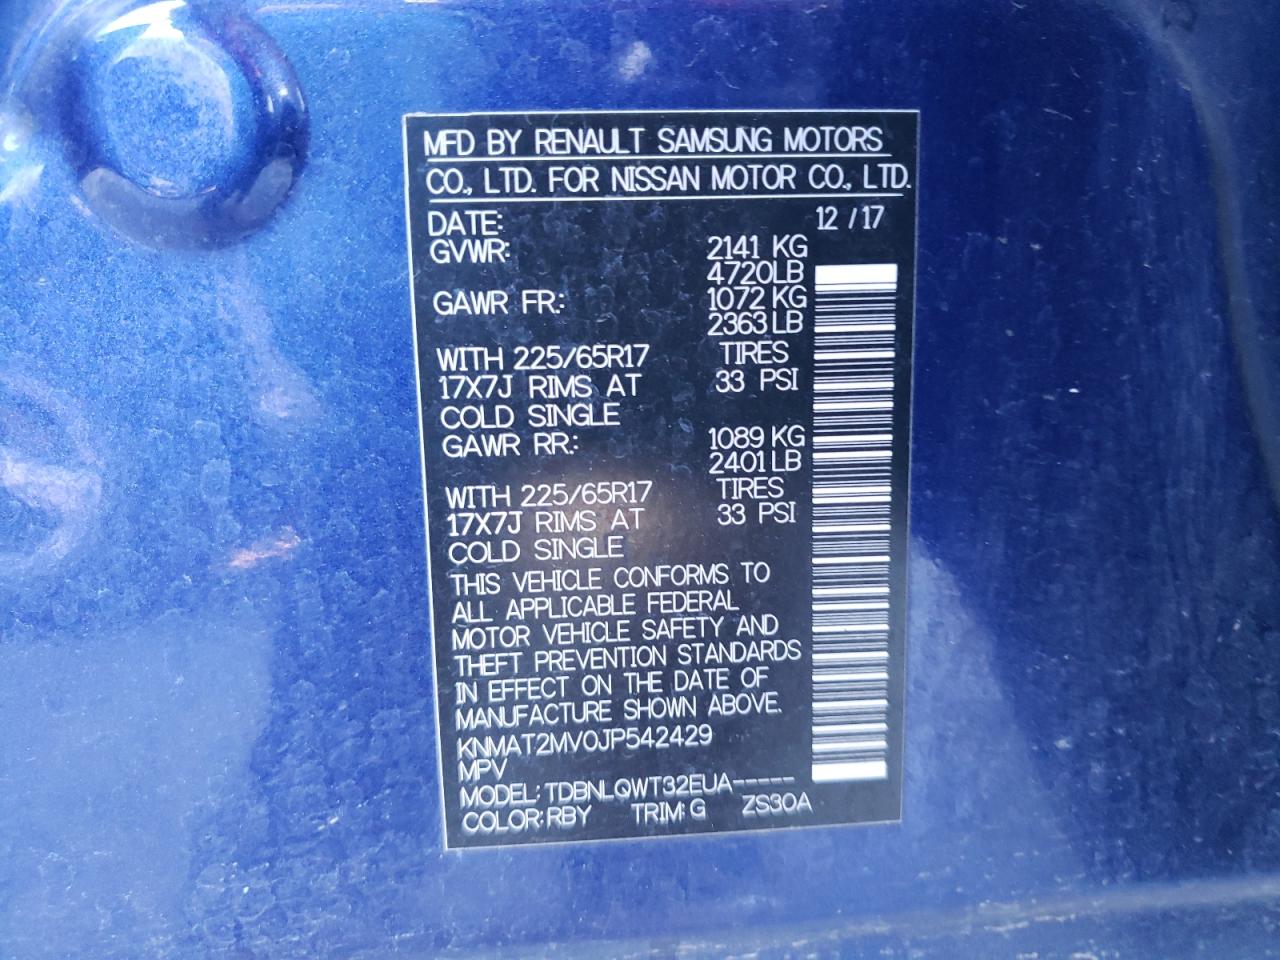 MFD BY RENAULT SAMSUNG MOTORS
CO., LTD. FOR NISSAN MOTOR CO., LTD.
DATE: 12 / 17
GVWR: 2141 KG
4720LB
GAWR FR.: 1072 KG
2363LB
WITH 225/65R17 TIRES
17X7J RIMS AT 33 PSI
COLD SINGLE
GAWR RR.: 1089 KG
2401LB
WITH 225/65R17 TIRES
17X7J RIMS AT 33 PSI
COLD SINGLE
THIS VEHICLE CONFORMS TO
ALL APPLICABLE FEDERAL
MOTOR VEHICLE SAFETY AND
THEFT PREVENTION STANDARDS
IN EFFECT ON THE DATE OF
MANUFACTURE SHOWN ABOVE.
KNMAT2MV0JP542429
MPV
MODEL: TDBNLQWT32EUA-----
COLOR: RBY TRIM: G ZS30A